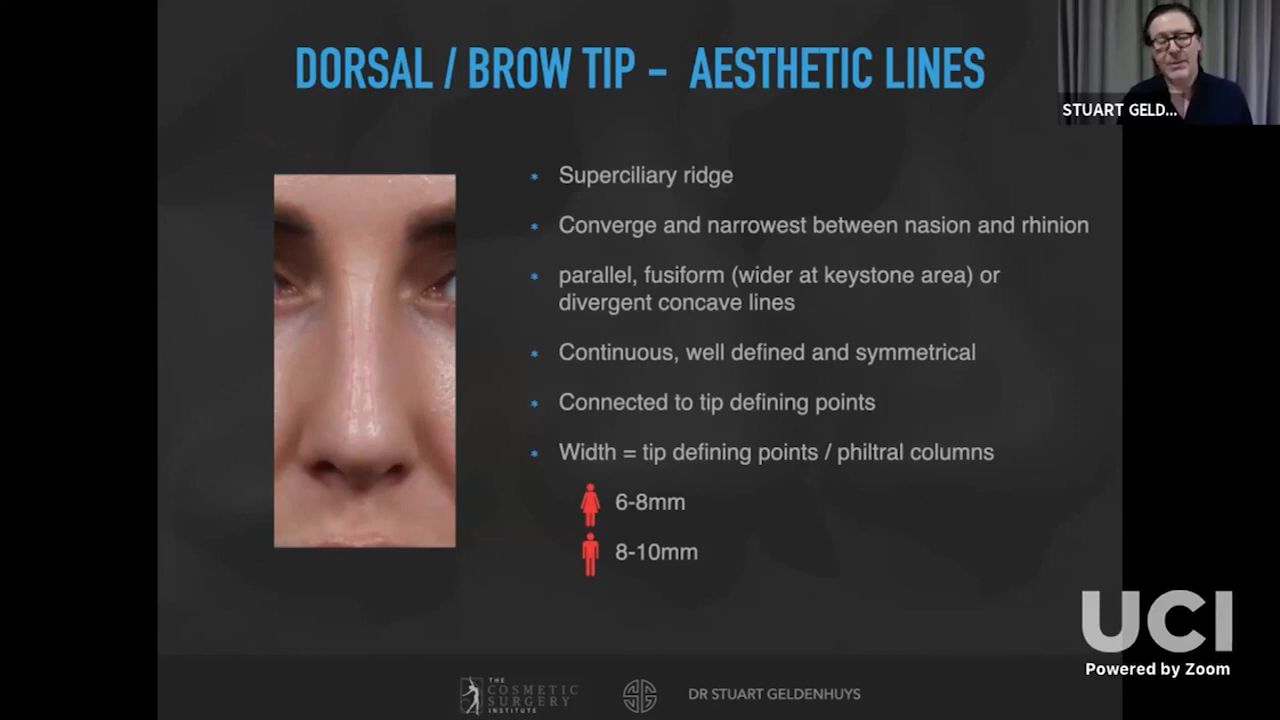 DORSAL / BROW TIP - AESTHETIC LINES
STUART GELD...
* Superciliary ridge
* Converge and narrowest between nasion and rhinion
* parallel, fusiform (wider at keystone area) or
divergent concave lines
* Continuous, well defined and symmetrical
* Connected to tip defining points
* Width = tip defining points / philtral columns
6-8mm
8-10mm
UCI
Powered by Zoom
THE
COSMETIC
SURGERY
INSTITUTE
DR STUART GELDENHUYS